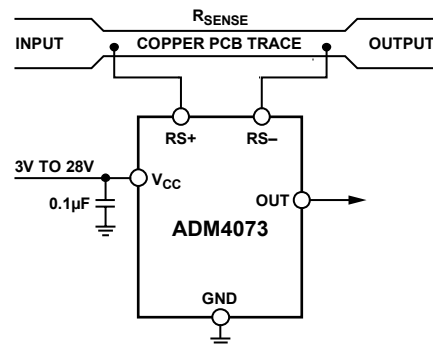 RSENSE
INPUT
COPPER PCB TRACE
OUTPUT
RS+
RS–
3V TO 28V
VCC
0.1µF
OUT
ADM4073
GND